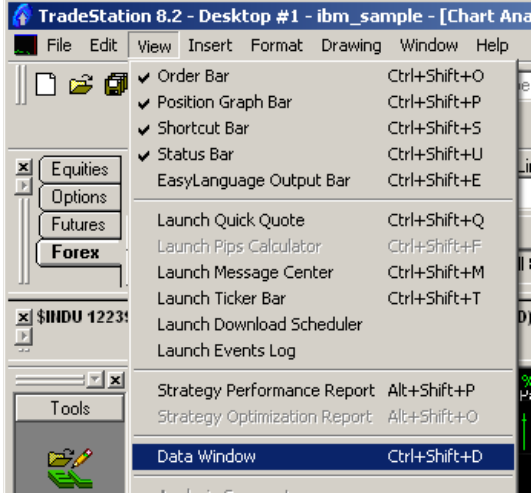 TradeStation 8.2 - Desktop #1 - ibm_sample - [Chart Ana
File Edit View Insert Format Drawing Window Help
Order Bar Ctrl+Shift+O
Position Graph Bar Ctrl+Shift+P
Shortcut Bar Ctrl+Shift+S
Status Bar Ctrl+Shift+U
EasyLanguage Output Bar Ctrl+Shift+E
Equities
Options
Futures
Forex
Launch Quick Quote Ctrl+Shift+Q
Launch Pips Calculator Ctrl+Shift+F
Launch Message Center Ctrl+Shift+M
Launch Ticker Bar Ctrl+Shift+T
Launch Download Scheduler
Launch Events Log
$INDU 1223
Strategy Performance Report Alt+Shift+P
Strategy Optimization Report Alt+Shift+O
Tools
Data Window Ctrl+Shift+D